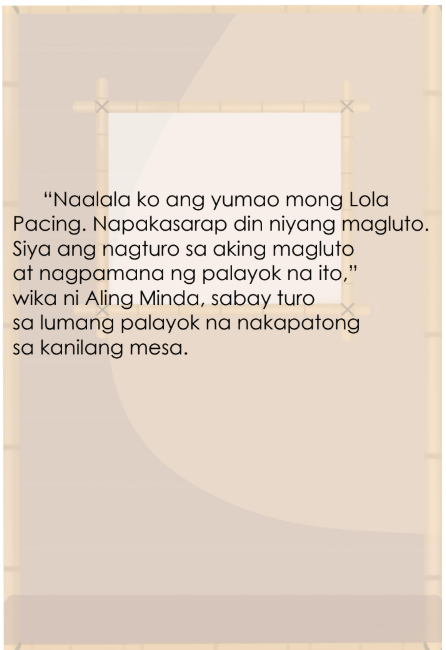 “Naalala ko ang yumao mong Lola
Pacing. Napakasarap din niyang magluto.
Siya ang nagturo sa aking magluto
at nagpamana ng palayok na ito,”
wika ni Aling Minda, sabay turo
sa lumang palayok na nakapatong
sa kanilang mesa.